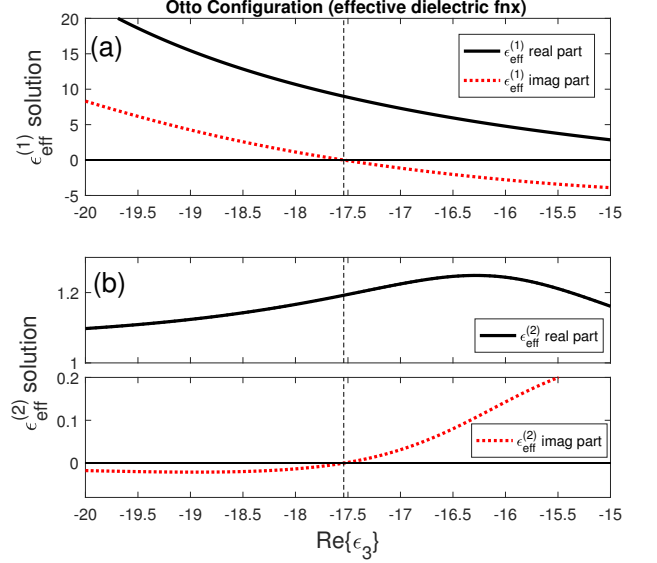 Otto Configuration (effective dielectric fnx)
(a)
ϵ_eff^(1) solution
20
15
10
5
0
-5
ϵ_eff^(1) real part
ϵ_eff^(1) imag part
-20 -19.5 -19 -18.5 -18 -17.5 -17 -16.5 -16 -15.5 -15
(b)
ϵ_eff^(2) solution
1.2
1
ϵ_eff^(2) real part
0.2
0.1
0
ϵ_eff^(2) imag part
-20 -19.5 -19 -18.5 -18 -17.5 -17 -16.5 -16 -15.5 -15
Re{ϵ_3}